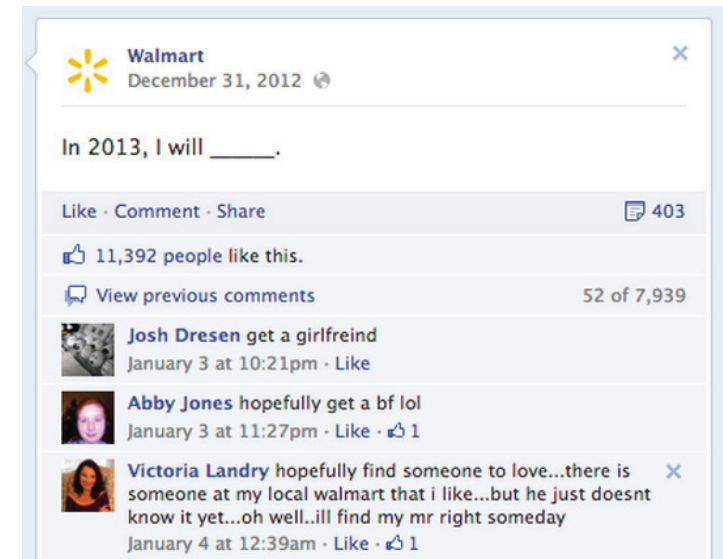 Walmart
December 31, 2012
In 2013, I will ______.
Like · Comment · Share 403
11,392 people like this.
View previous comments 52 of 7,939
Josh Dresen get a girlfreind
January 3 at 10:21pm · Like
Abby Jones hopefully get a bf lol
January 3 at 11:27pm · Like · 1
Victoria Landry hopefully find someone to love...there is
someone at my local walmart that i like...but he just doesnt
know it yet...oh well..ill find my mr right someday
January 4 at 12:39am · Like · 1